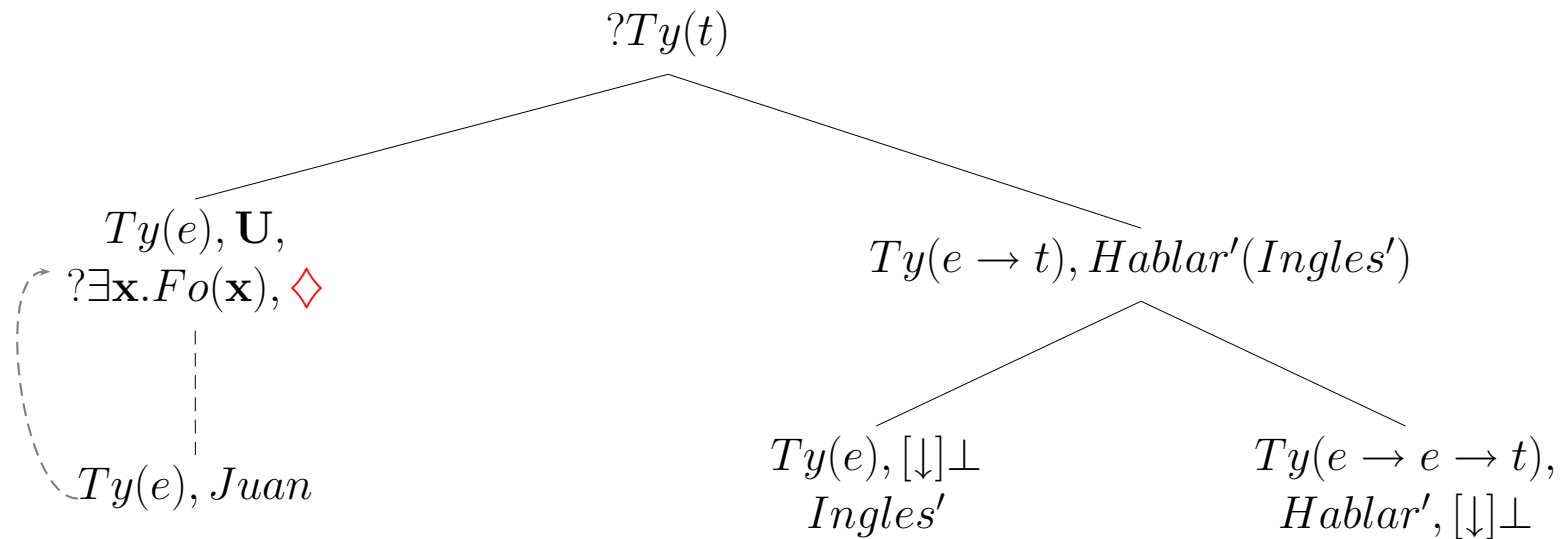 ?Ty(t)
Ty(e), U,
?∃x.Fo(x), ♢
Ty(e → t), Hablar′(Ingles′)
Ty(e), Juan
Ty(e), [↓]⊥
Ingles′
Ty(e → e → t),
Hablar′, [↓]⊥